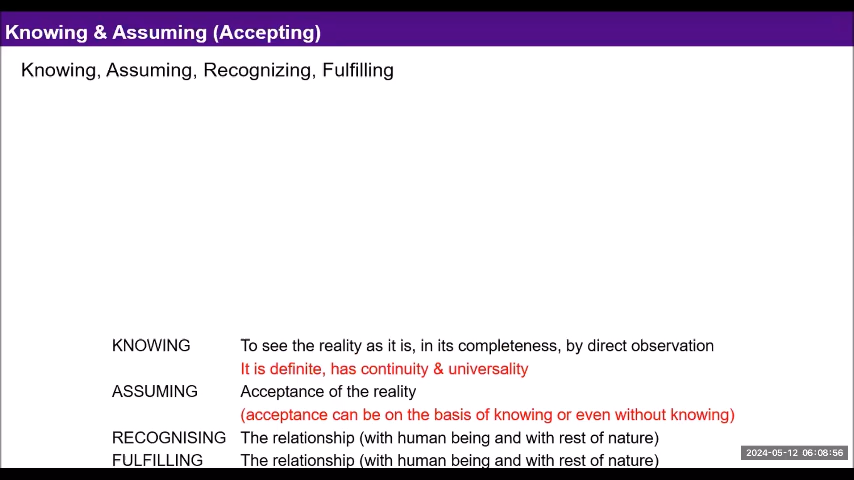 Knowing & Assuming (Accepting)
Knowing, Assuming, Recognizing, Fulfilling
KNOWING To see the reality as it is, in its completeness, by direct observation
It is definite, has continuity & universality
ASSUMING Acceptance of the reality
(acceptance can be on the basis of knowing or even without knowing)
RECOGNISING The relationship (with human being and with rest of nature)
FULFILLING The relationship (with human being and with rest of nature)
2024-05-12 06:08:56